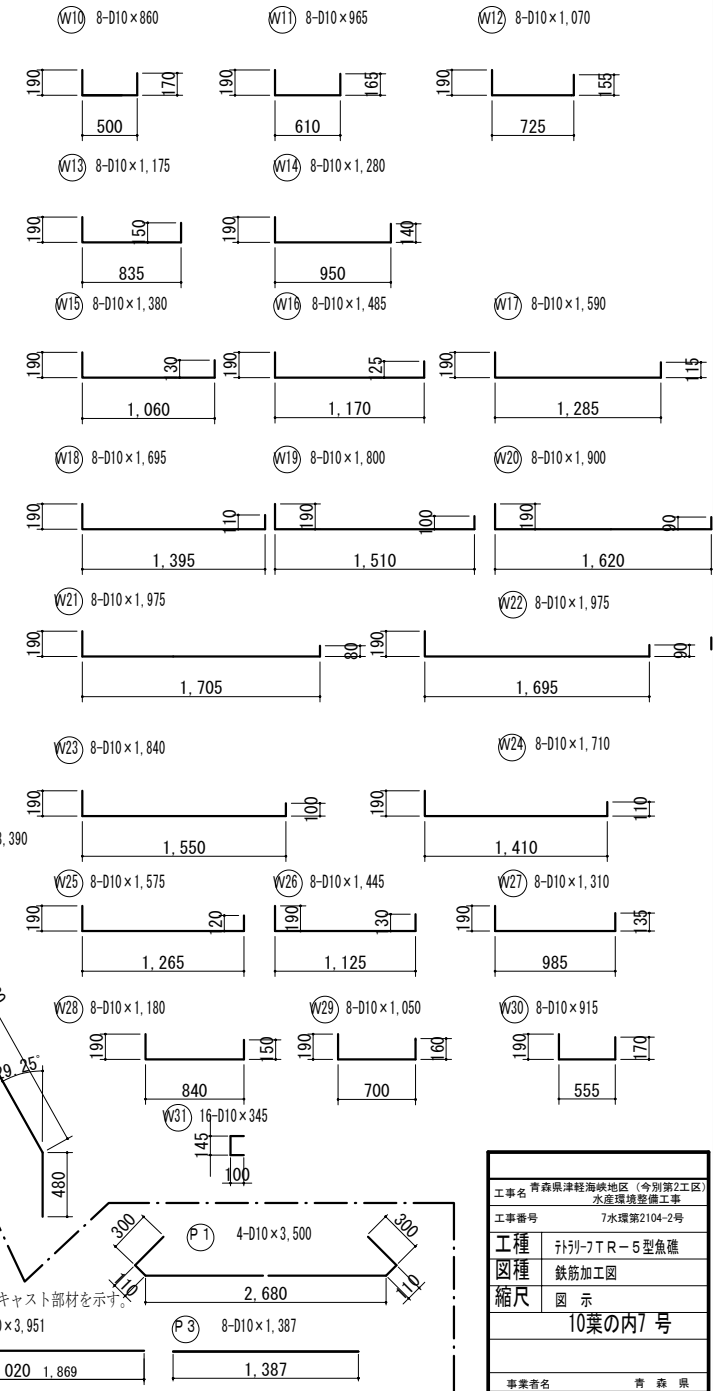 W10 8-D10×860 W11 8-D10×965 W12 8-D10×1,070
190 170 190 165 190 155
500 610 725
W13 8-D10×1,175 W14 8-D10×1,280
190 150 190 140
835 950
W15 8-D10×1,380 W16 8-D10×1,485 W17 8-D10×1,590
190 130 190 125 190 115
1,060 1,170 1,285
W18 8-D10×1,695 W19 8-D10×1,800 W20 8-D10×1,900
190 110 190 100 190 90
1,395 1,510 1,620
W21 8-D10×1,975 W22 8-D10×1,975
190 80 190 90
1,705 1,695
W23 8-D10×1,840 W24 8-D10×1,710
190 100 190 110
,390
1,550 1,410
W25 8-D10×1,575 W26 8-D10×1,445 W27 8-D10×1,310
190 120 190 130 190 135
1,265 1,125 985
W28 8-D10×1,180 W29 8-D10×1,050 W30 8-D10×915
190 150 190 160 190 170
29.25°
840 700 555
W31 16-D10×345
145
100
480
P1 4-D10×3,500
300 300
110 110
2,680
キャスト部材を示す。
×3,951 P3 8-D10×1,387
020 1,869 1,387
工事名 青森県津軽海峡地区（今別第2工区）
水産環境整備工事
工事番号 7水環第2104-2号
工種 テトラリーフTR－5型魚礁
図種 鉄筋加工図
縮尺 図 示
10葉の内7 号
事業者名 青 森 県